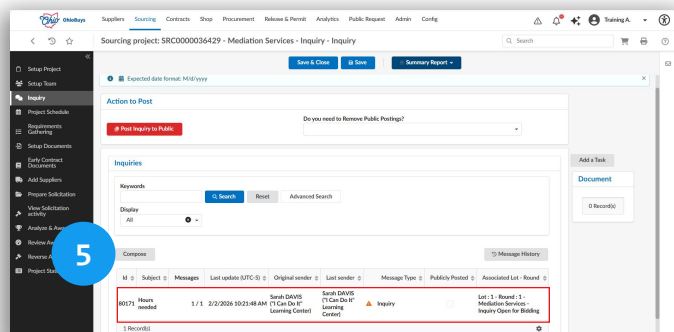 Ohio OhioBuys
Suppliers Sourcing Contracts Shop Procurement Release & Permit Analytics Public Request Admin Config
Training A.
Sourcing project: SRC0000036429 - Mediation Services - Inquiry - Inquiry
Search
Save & Close Save Summary Report
Setup Project
Setup Team
Inquiry
Project Schedule
Requirements
Gathering
Setup Documents
Early Contract
Documents
Add Suppliers
Prepare Solicitation
View Solicitation
activity
Analyze & Aw
Review Aw
Reverse A
Project Stat
Expected date format: M/d/yyyy
Action to Post
Post Inquiry to Public
Do you need to Remove Public Postings?
Inquiries
Keywords
Search Reset Advanced Search
Display
All
Add a Task
Document
0 Record(s)
5
Compose
Message History
Id Subject Messages Last update (UTC-5) Original sender Last sender Message Type Publicly Posted Associated Lot - Round
80171 Hours needed 1 / 1 2/2/2026 10:21:48 AM Sarah DAVIS ("I Can Do It" Learning Center) Sarah DAVIS ("I Can Do It" Learning Center) Inquiry Lot : 1 - Round : 1 - Mediation Services - Inquiry Open for Bidding
1 Record(s)